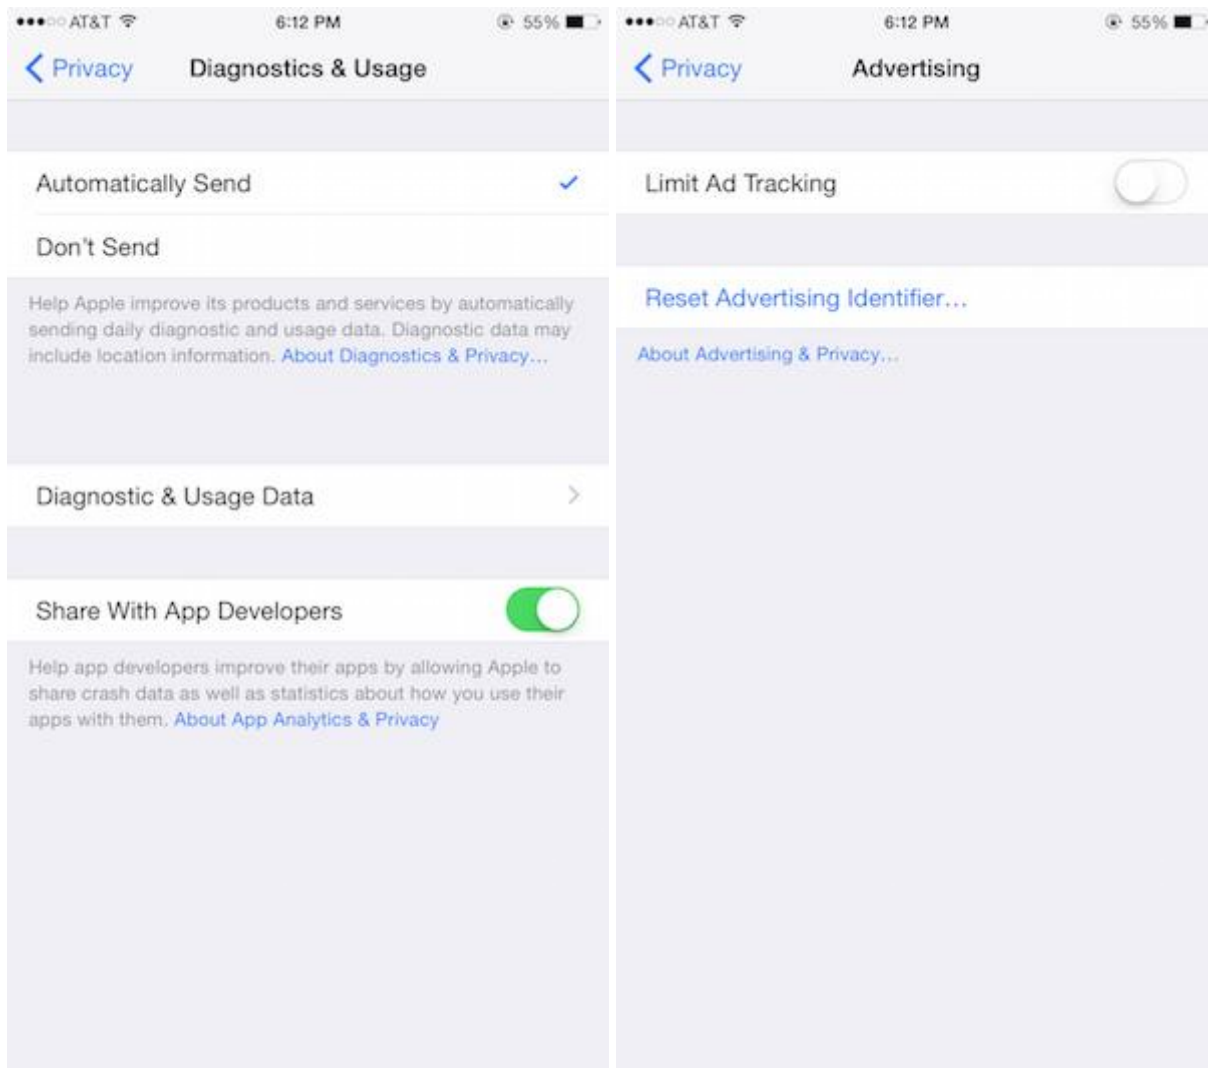 AT&T 6:12 PM 55%
Privacy Diagnostics & Usage
Automatically Send
Don't Send
Help Apple improve its products and services by automatically
sending daily diagnostic and usage data. Diagnostic data may
include location information. About Diagnostics & Privacy...
Diagnostic & Usage Data
Share With App Developers
Help app developers improve their apps by allowing Apple to
share crash data as well as statistics about how you use their
apps with them. About App Analytics & Privacy
AT&T 6:12 PM 55%
Privacy Advertising
Limit Ad Tracking
Reset Advertising Identifier...
About Advertising & Privacy...